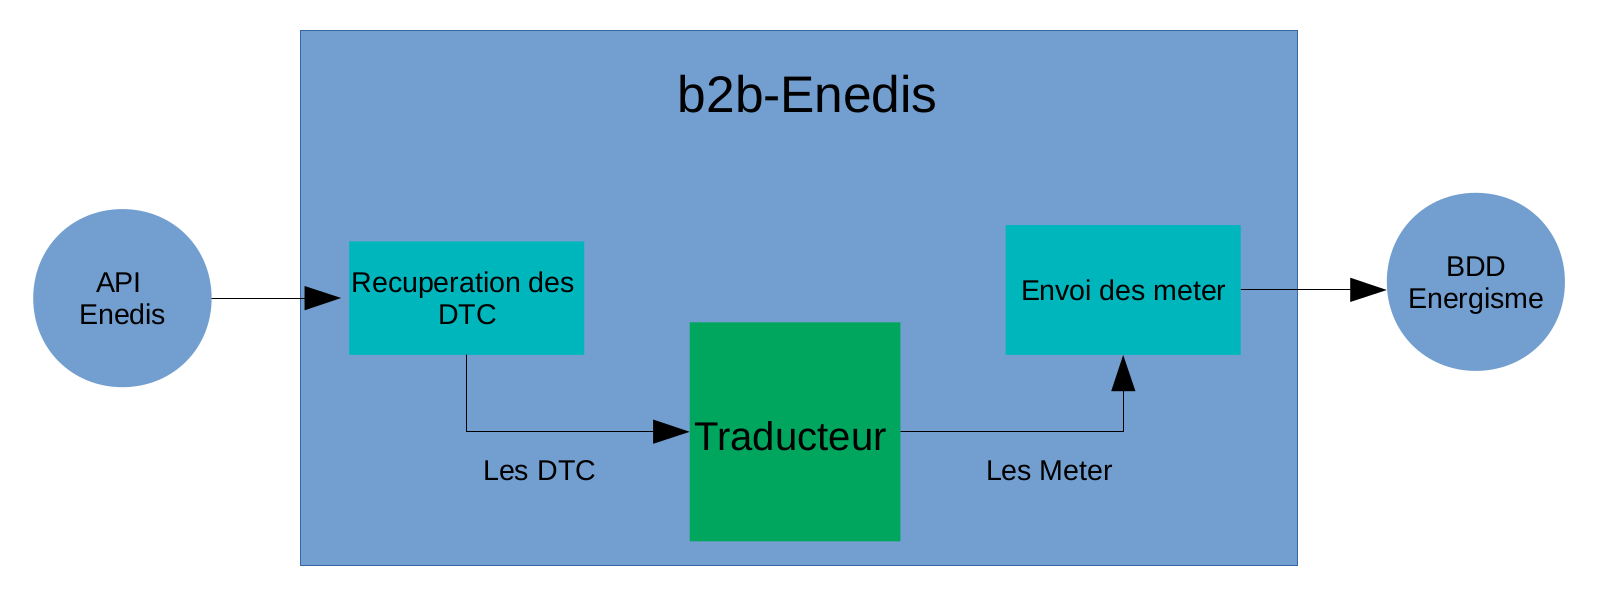 b2b-Enedis
API
Enedis
Recuperation des
DTC
Les DTC
Traducteur
Les Meter
Envoi des meter
BDD
Energisme